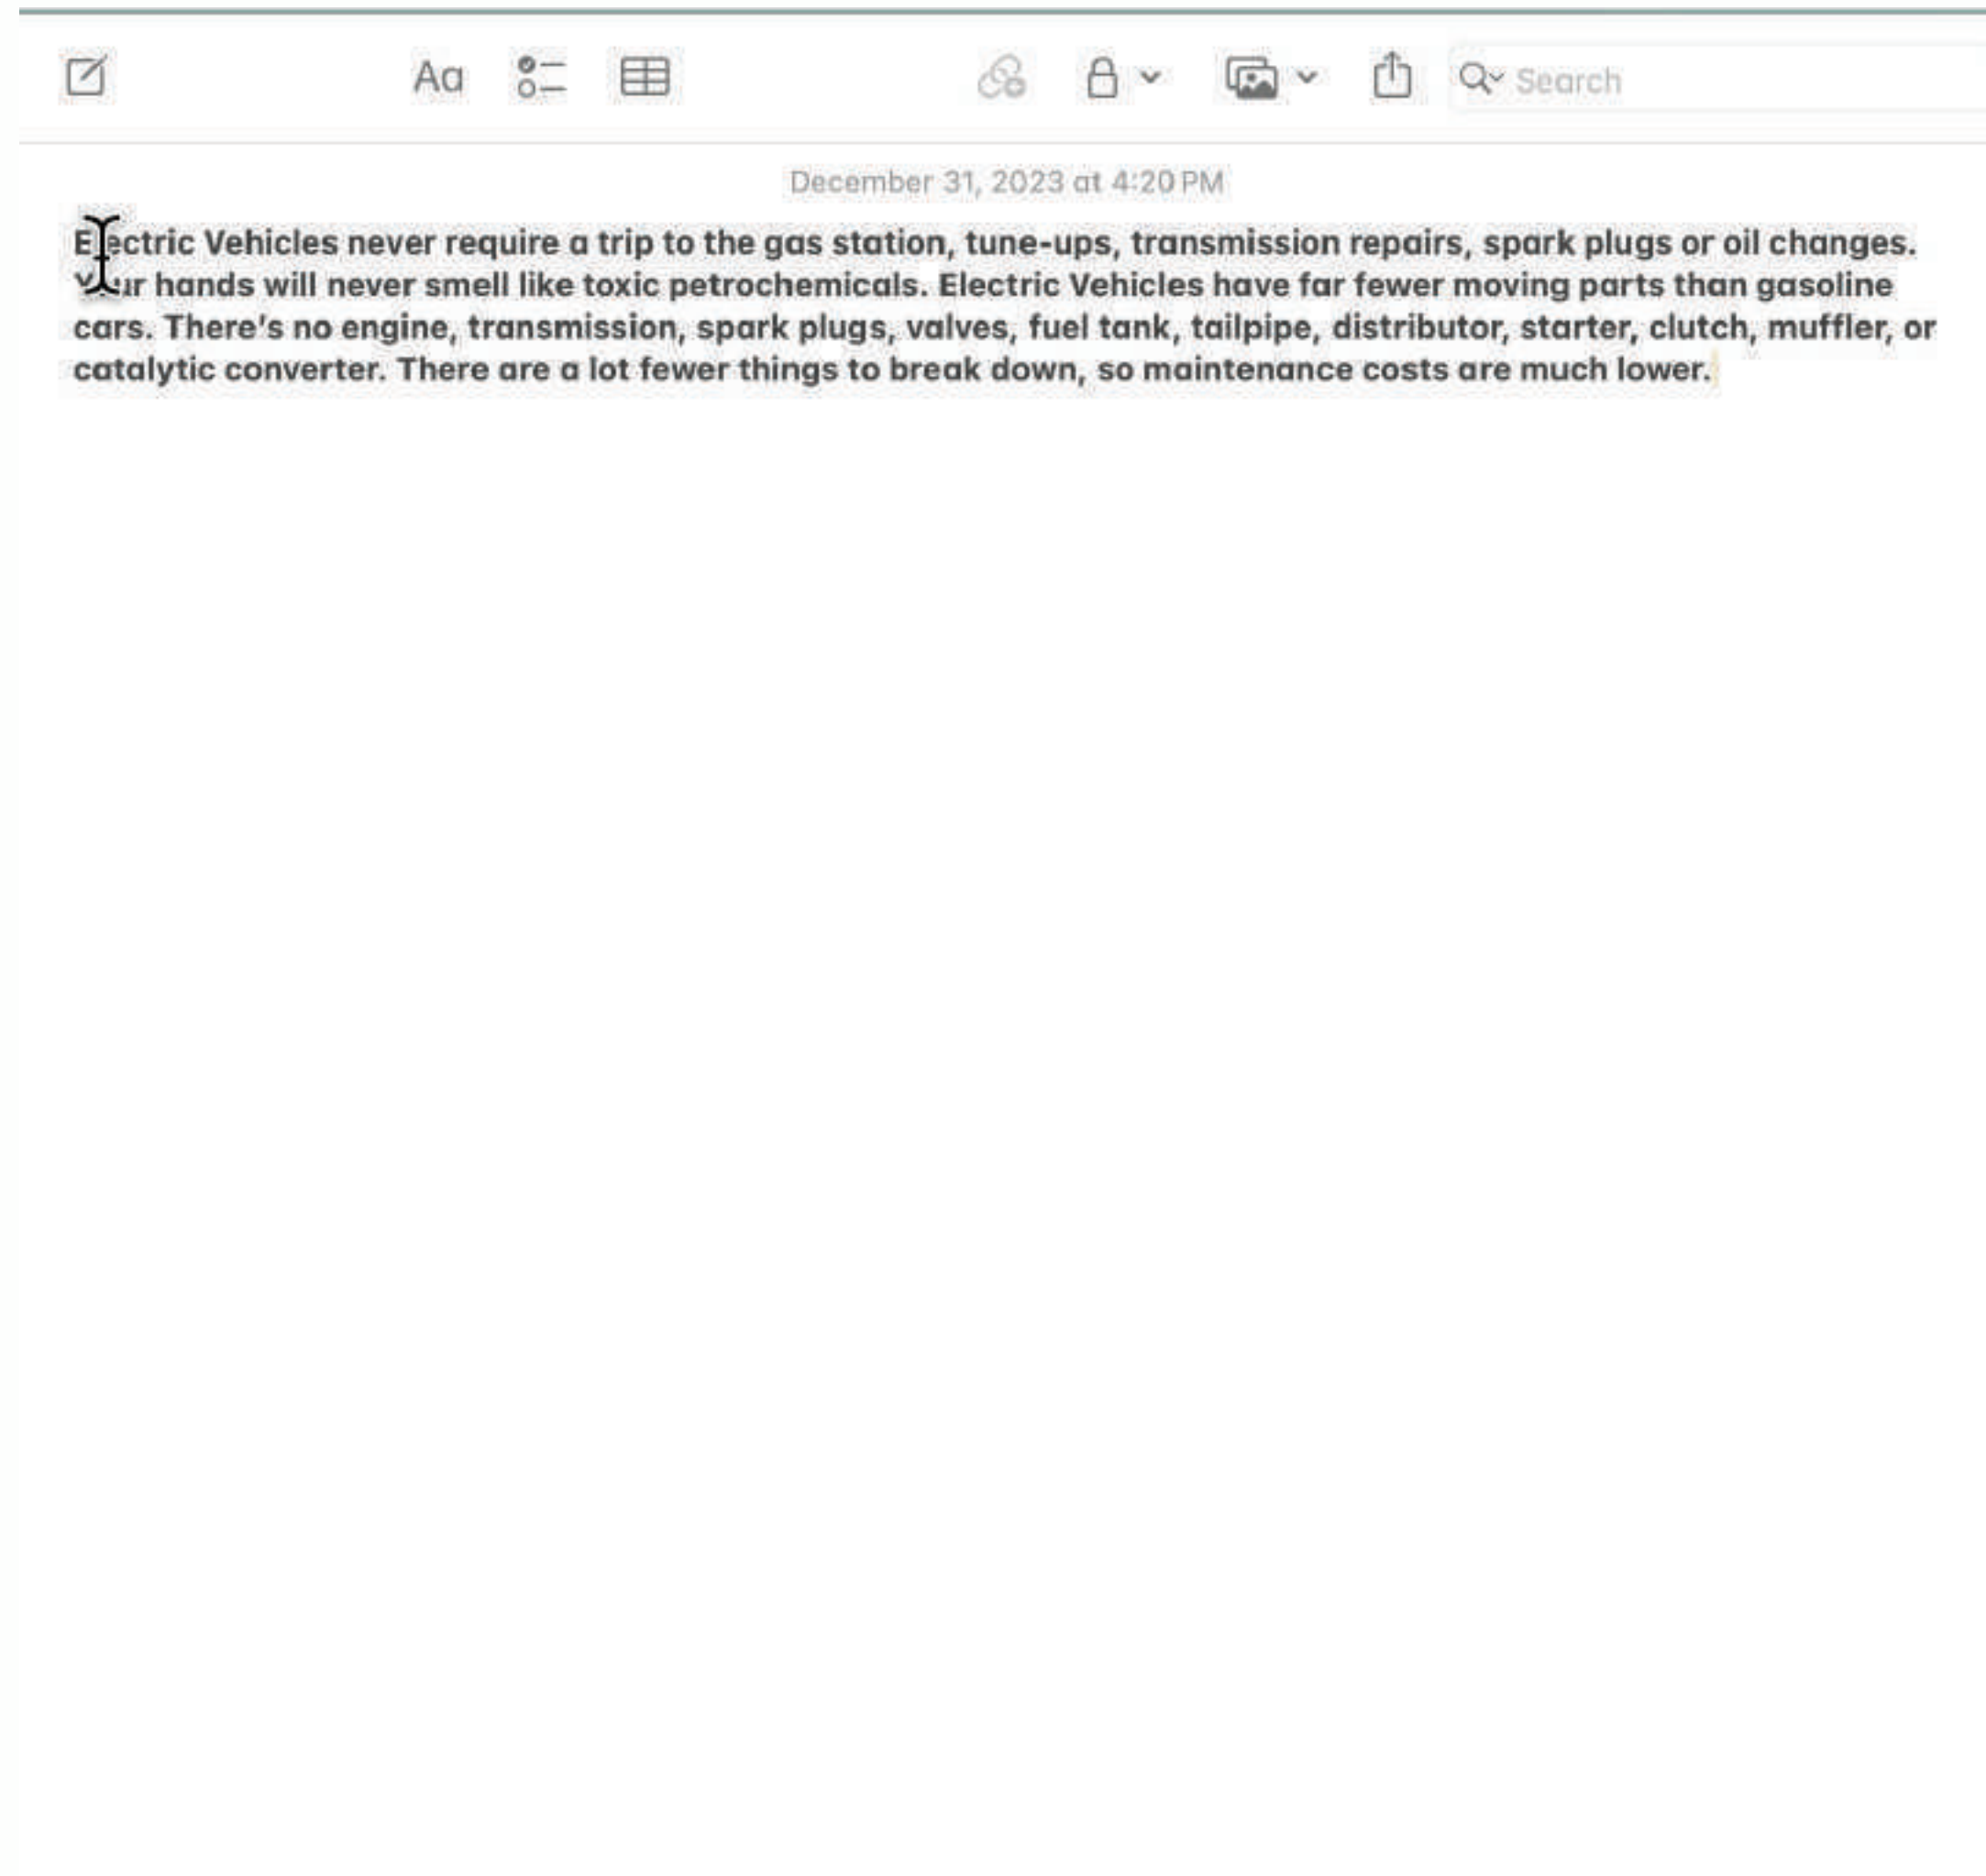 Aa
Search
December 31, 2023 at 4:20 PM
Electric Vehicles never require a trip to the gas station, tune-ups, transmission repairs, spark plugs or oil changes.
Your hands will never smell like toxic petrochemicals. Electric Vehicles have far fewer moving parts than gasoline
cars. There's no engine, transmission, spark plugs, valves, fuel tank, tailpipe, distributor, starter, clutch, muffler, or
catalytic converter. There are a lot fewer things to break down, so maintenance costs are much lower.